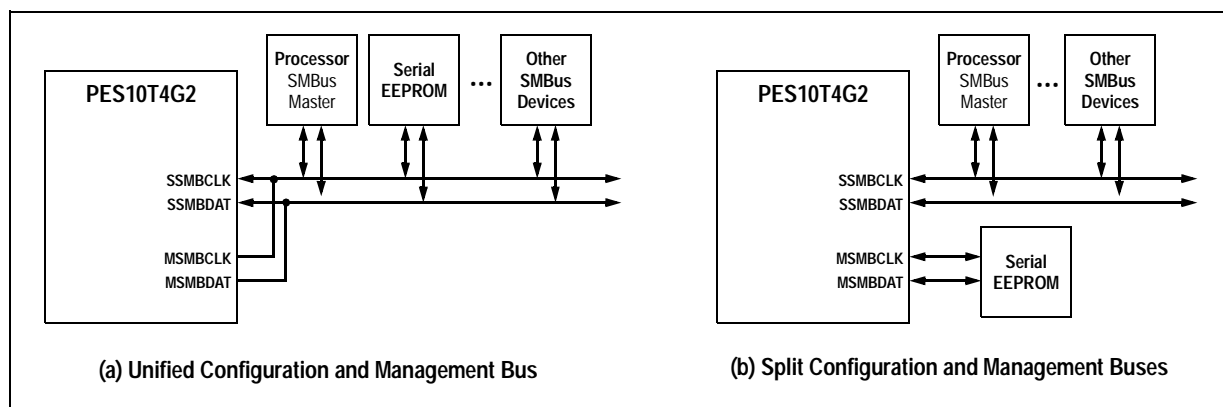 PES10T4G2
Processor
SMBus
Master
Serial
EEPROM
...
Other
SMBus
Devices
SSMBCLK
SSMBDAT
MSMBCLK
MSMBDAT
(a) Unified Configuration and Management Bus
PES10T4G2
Processor
SMBus
Master
...
Other
SMBus
Devices
SSMBCLK
SSMBDAT
MSMBCLK
MSMBDAT
Serial
EEPROM
(b) Split Configuration and Management Buses